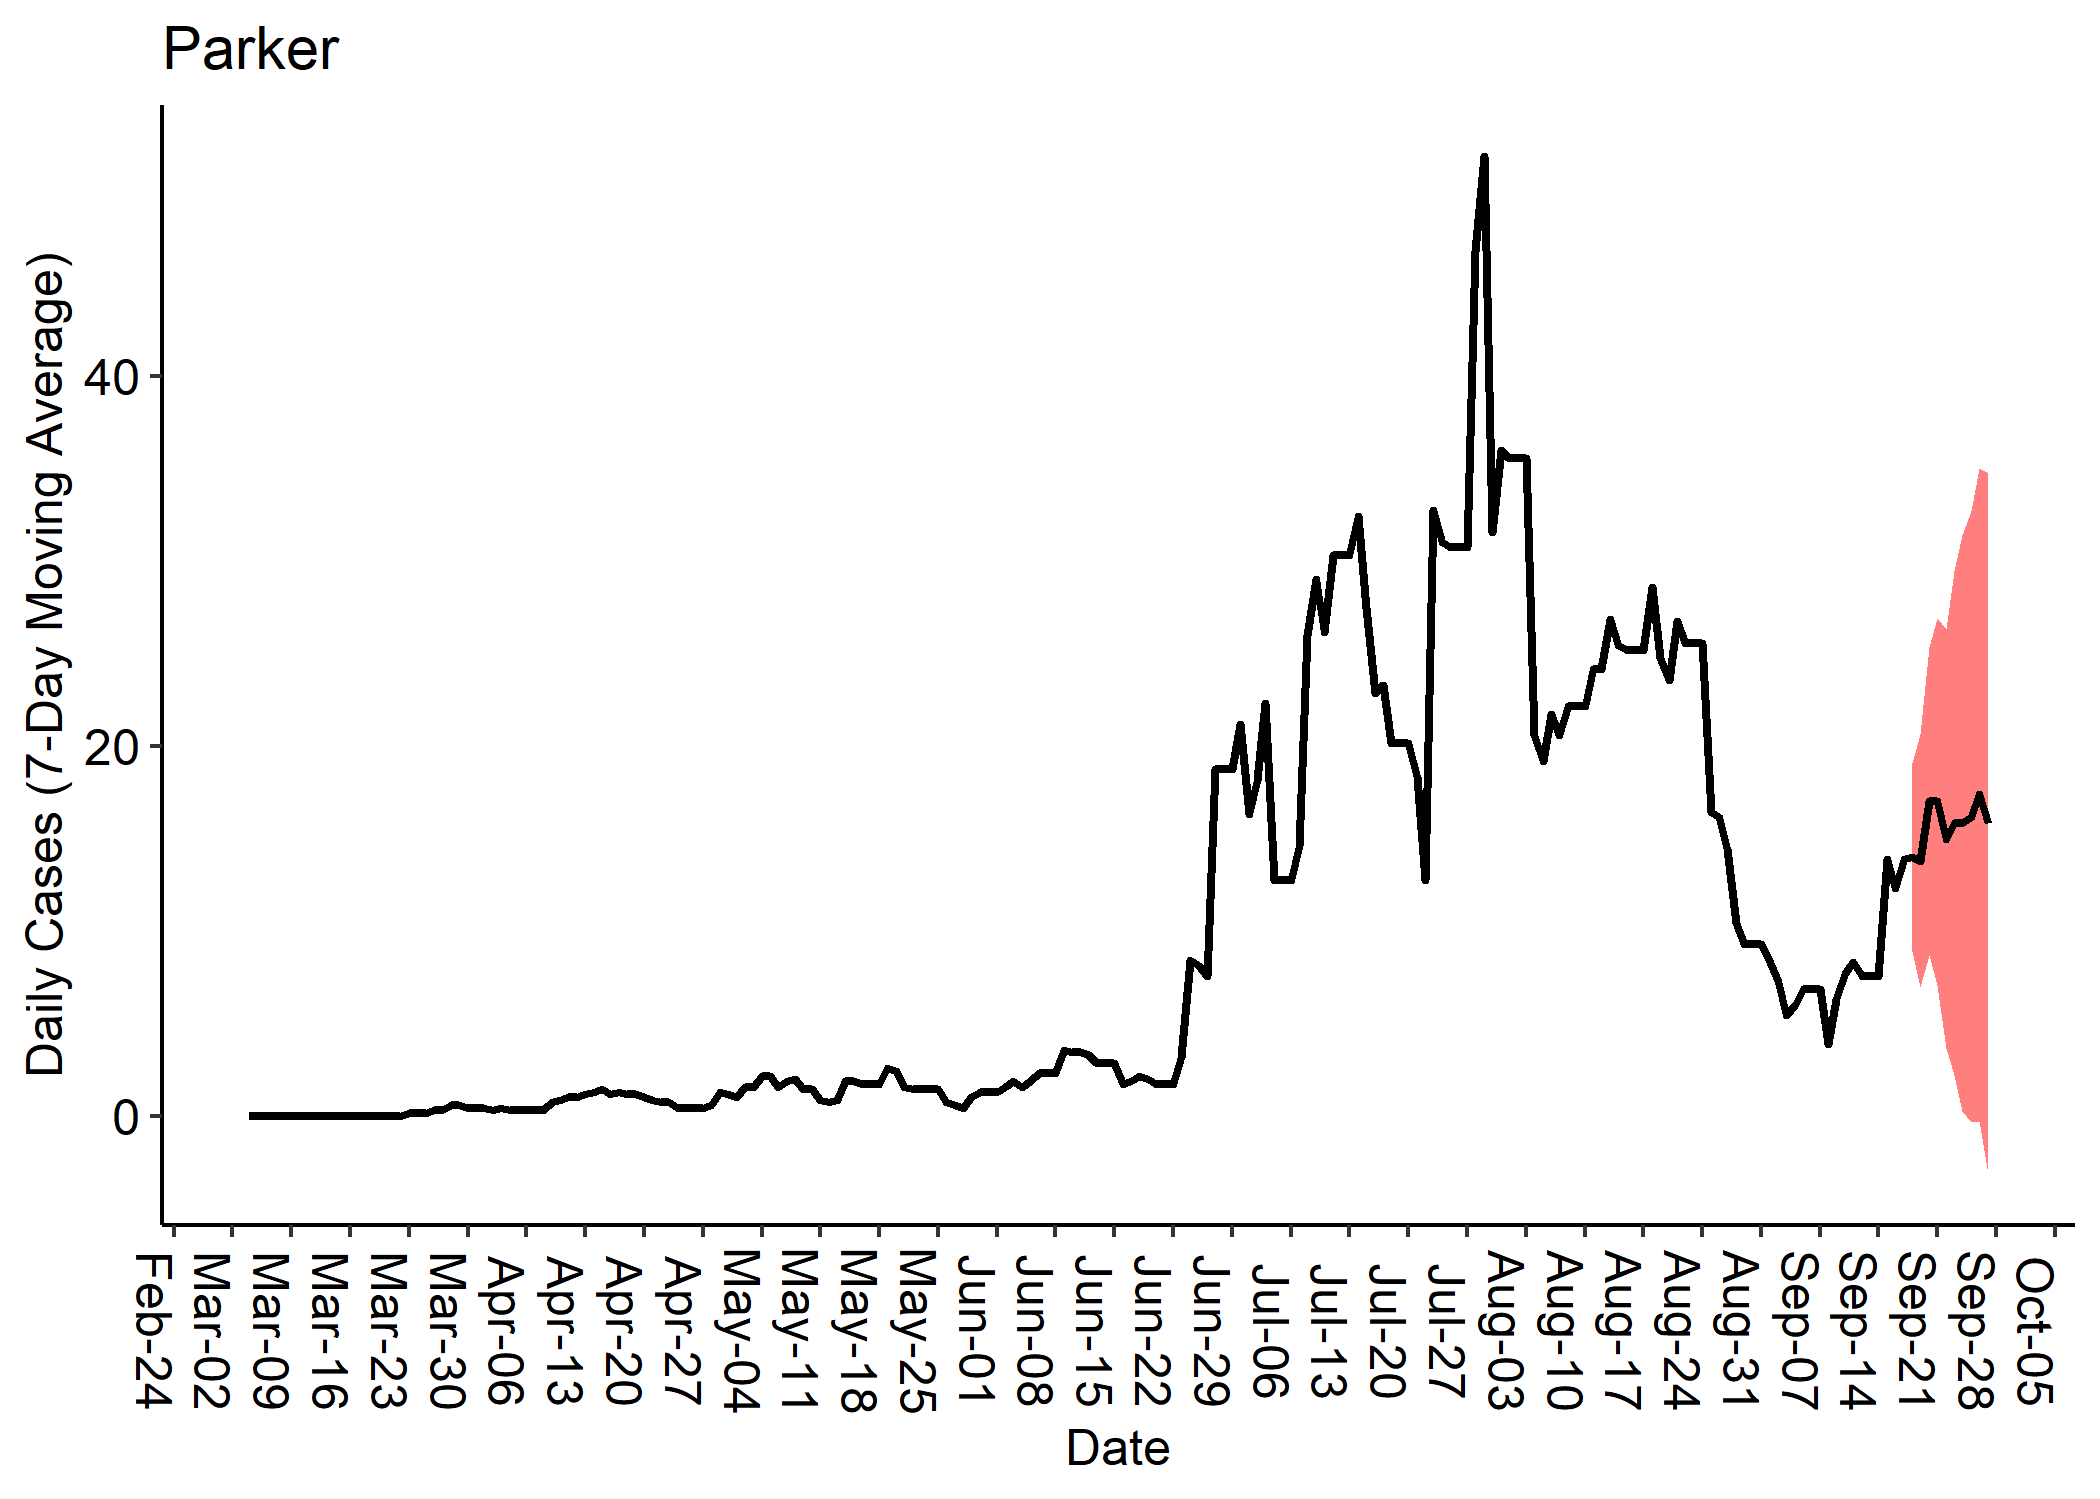 Parker
Daily Cases (7-Day Moving Average)
40
20
0
Feb-24
Mar-02
Mar-09
Mar-16
Mar-23
Mar-30
Apr-06
Apr-13
Apr-20
Apr-27
May-04
May-11
May-18
May-25
Jun-01
Jun-08
Jun-15
Jun-22
Jun-29
Jul-06
Jul-13
Jul-20
Jul-27
Aug-03
Aug-10
Aug-17
Aug-24
Aug-31
Sep-07
Sep-14
Sep-21
Sep-28
Oct-05
Date